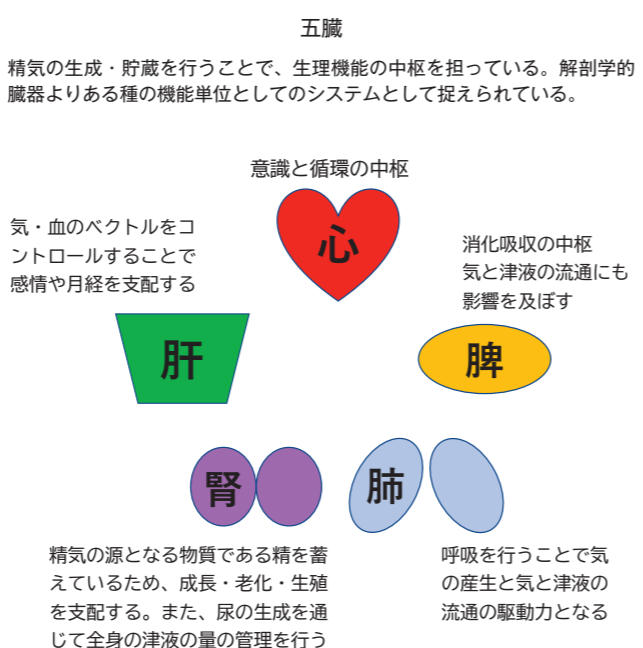 五臓
精気の生成・貯蔵を行うことで、生理機能の中枢を担っている。解剖学的
臓器よりある種の機能単位としてのシステムとして捉えられている。
意識と循環の中枢
心
気・血のベクトルをコ
ントロールすることで
感情や月経を支配する
肝
消化吸収の中枢
気と津液の流通にも
影響を及ぼす
脾
腎
精気の源となる物質である精を蓄
えているため、成長・老化・生殖
を支配する。また、尿の生成を通
じて全身の津液の量の管理を行う
肺
呼吸を行うことで気
の産生と気と津液の
流通の駆動力となる